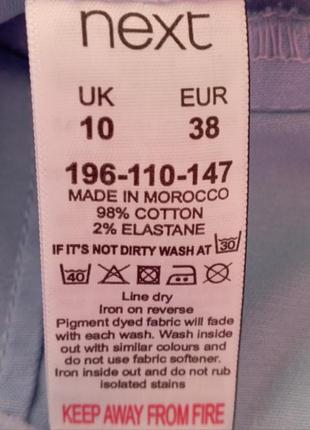 next
UK EUR
10 38
196-110-147
MADE IN MOROCCO
98% COTTON
2% ELASTANE
IF IT'S NOT DIRTY WASH AT 30
40
Line dry
Iron on reverse
Pigment dyed fabric will fade
with each wash. Wash inside
out with similar colours and
do not use fabric softener.
Iron inside out and do not rub
isolated stains
KEEP AWAY FROM FIRE